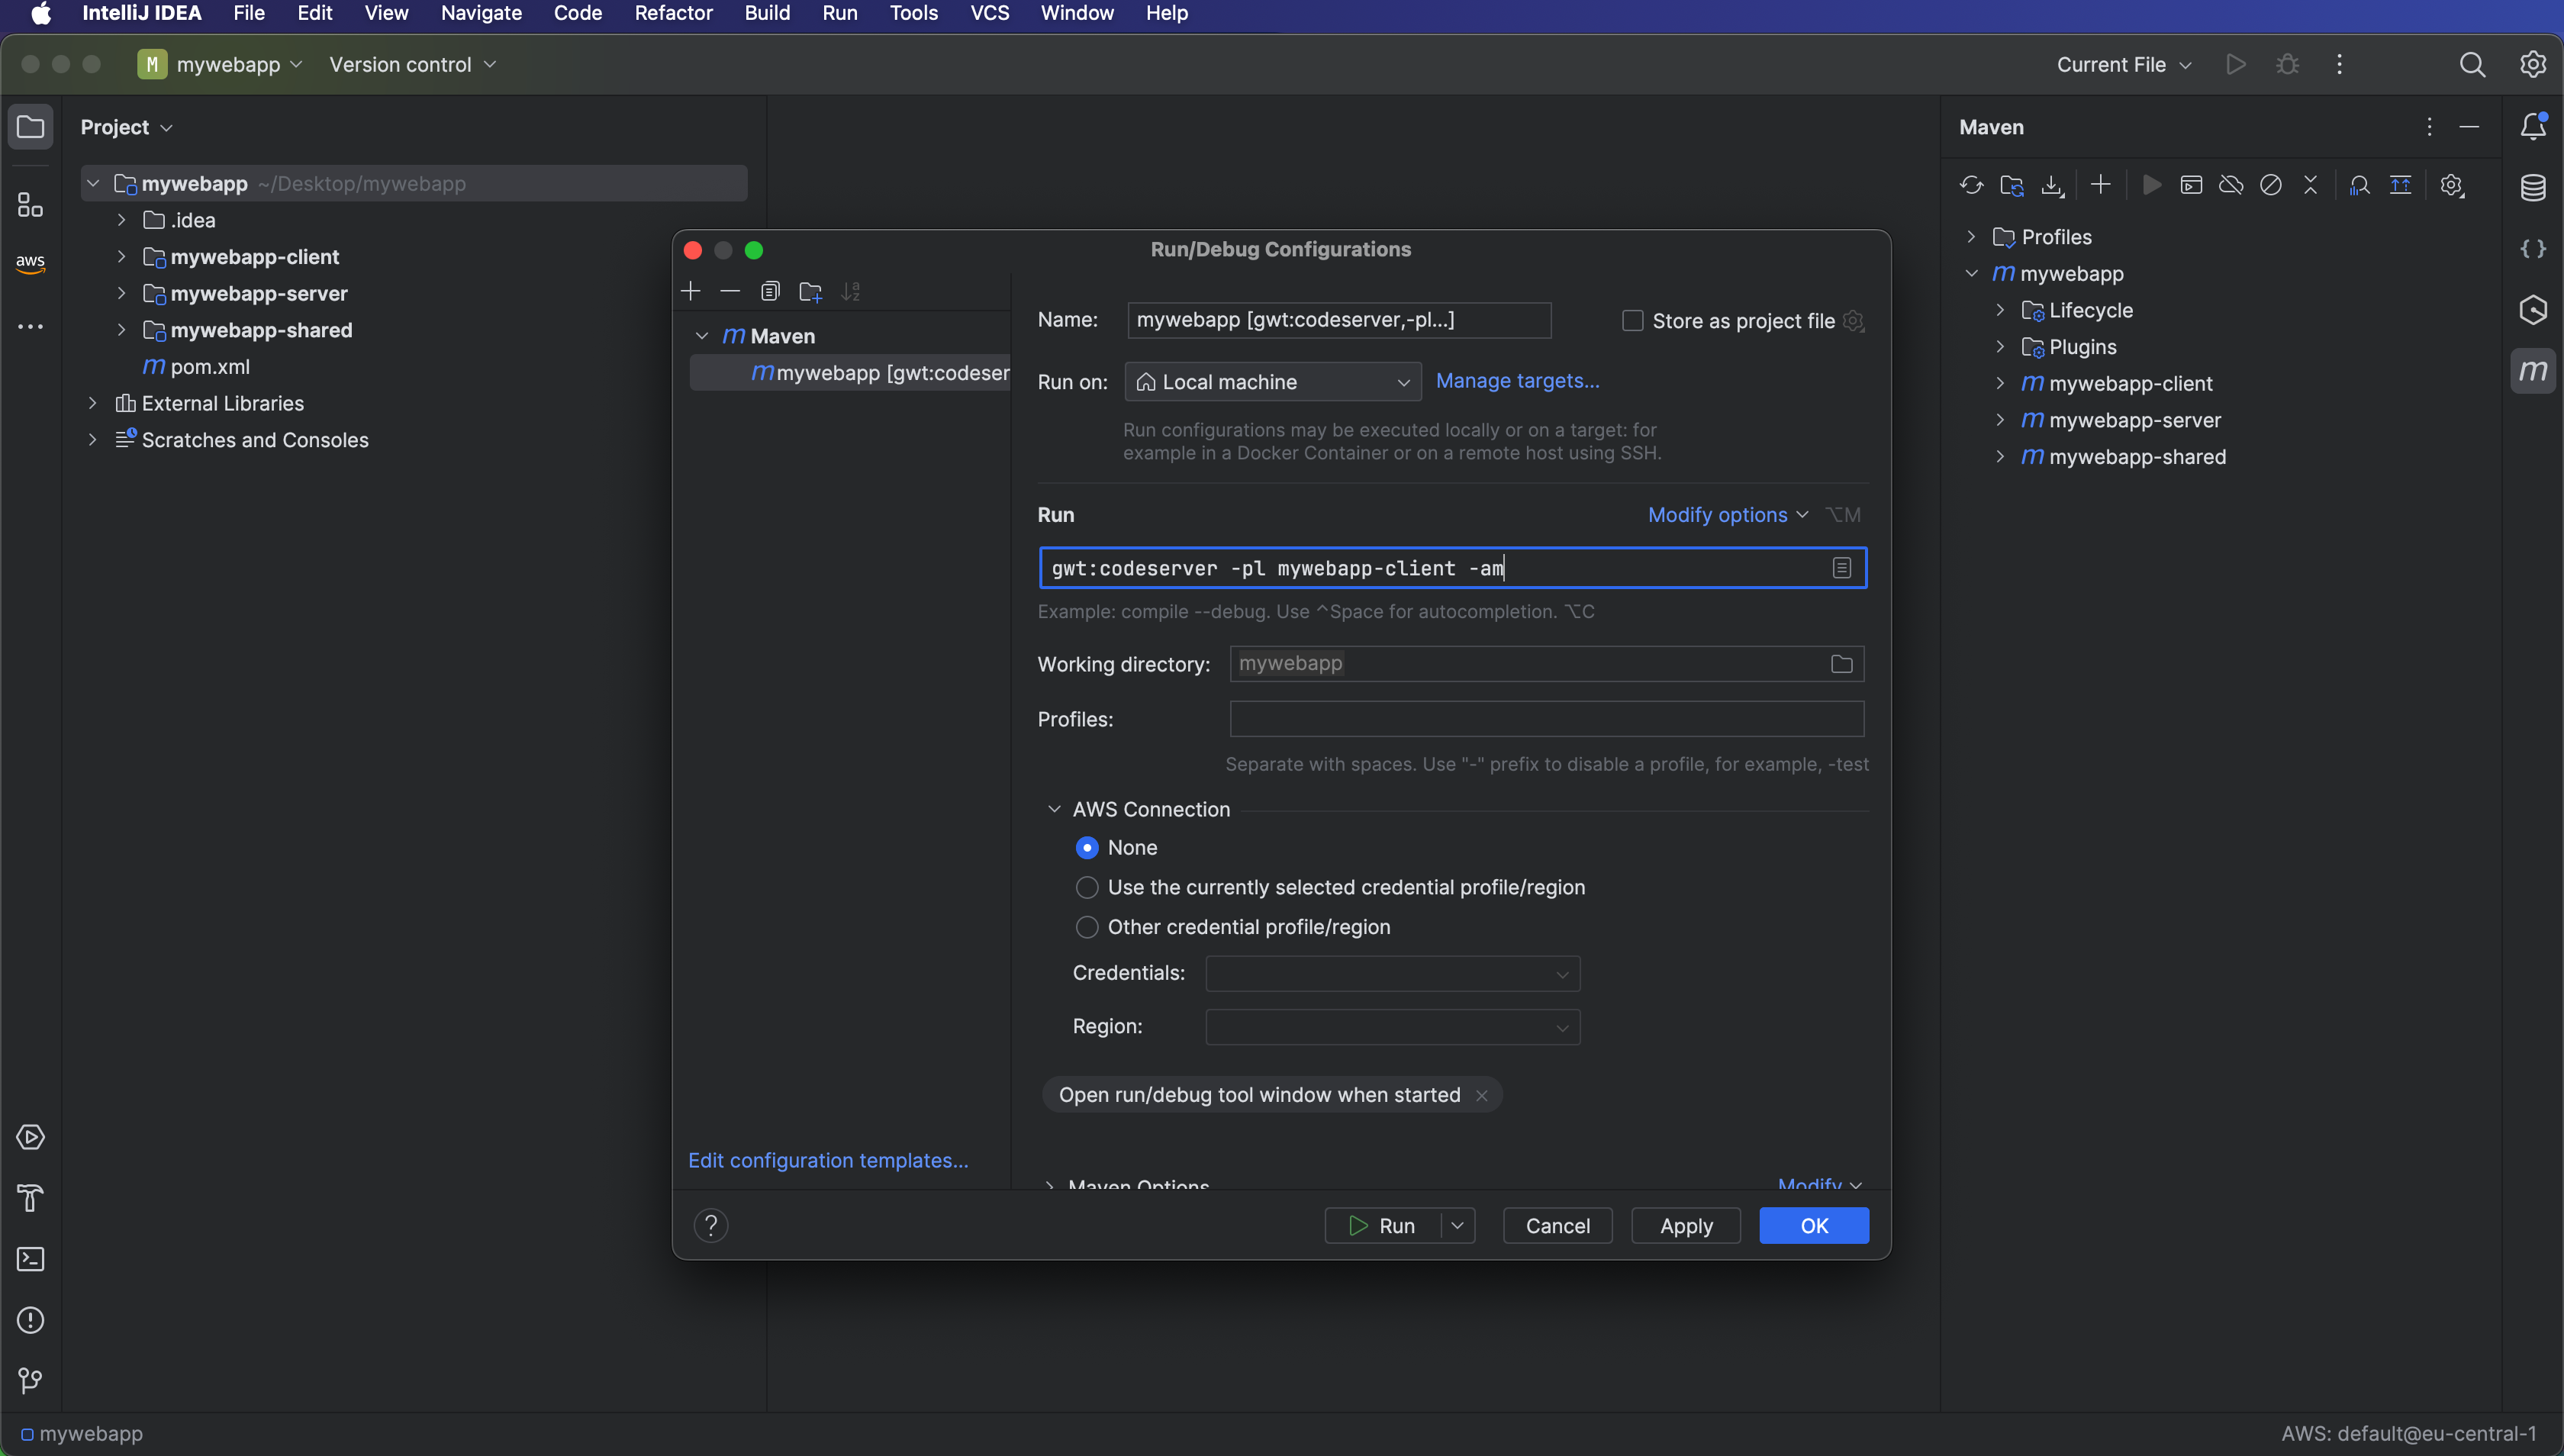 IntelliJ IDEA File Edit View Navigate Code Refactor Build Run Tools VCS Window Help
M mywebapp Version control Current File
Project
mywebapp ~/Desktop/mywebapp
.idea
mywebapp-client
mywebapp-server
mywebapp-shared
m pom.xml
External Libraries
Scratches and Consoles
aws
Run/Debug Configurations
m Maven
m mywebapp [gwt:codeser
Edit configuration templates...
Name: mywebapp [gwt:codeserver,-pl...] Store as project file
Run on: Local machine Manage targets...
Run configurations may be executed locally or on a target: for
example in a Docker Container or on a remote host using SSH.
Run Modify options ⌥M
gwt:codeserver -pl mywebapp-client -am
Example: compile --debug. Use ^Space for autocompletion. ⌥C
Working directory: mywebapp
Profiles:
Separate with spaces. Use "-" prefix to disable a profile, for example, -test
AWS Connection
None
Use the currently selected credential profile/region
Other credential profile/region
Credentials:
Region:
Open run/debug tool window when started
Maven Options Modify
? Run Cancel Apply OK
Maven
Profiles
m mywebapp
Lifecycle
Plugins
m mywebapp-client
m mywebapp-server
m mywebapp-shared
m
mywebapp AWS: default@eu-central-1